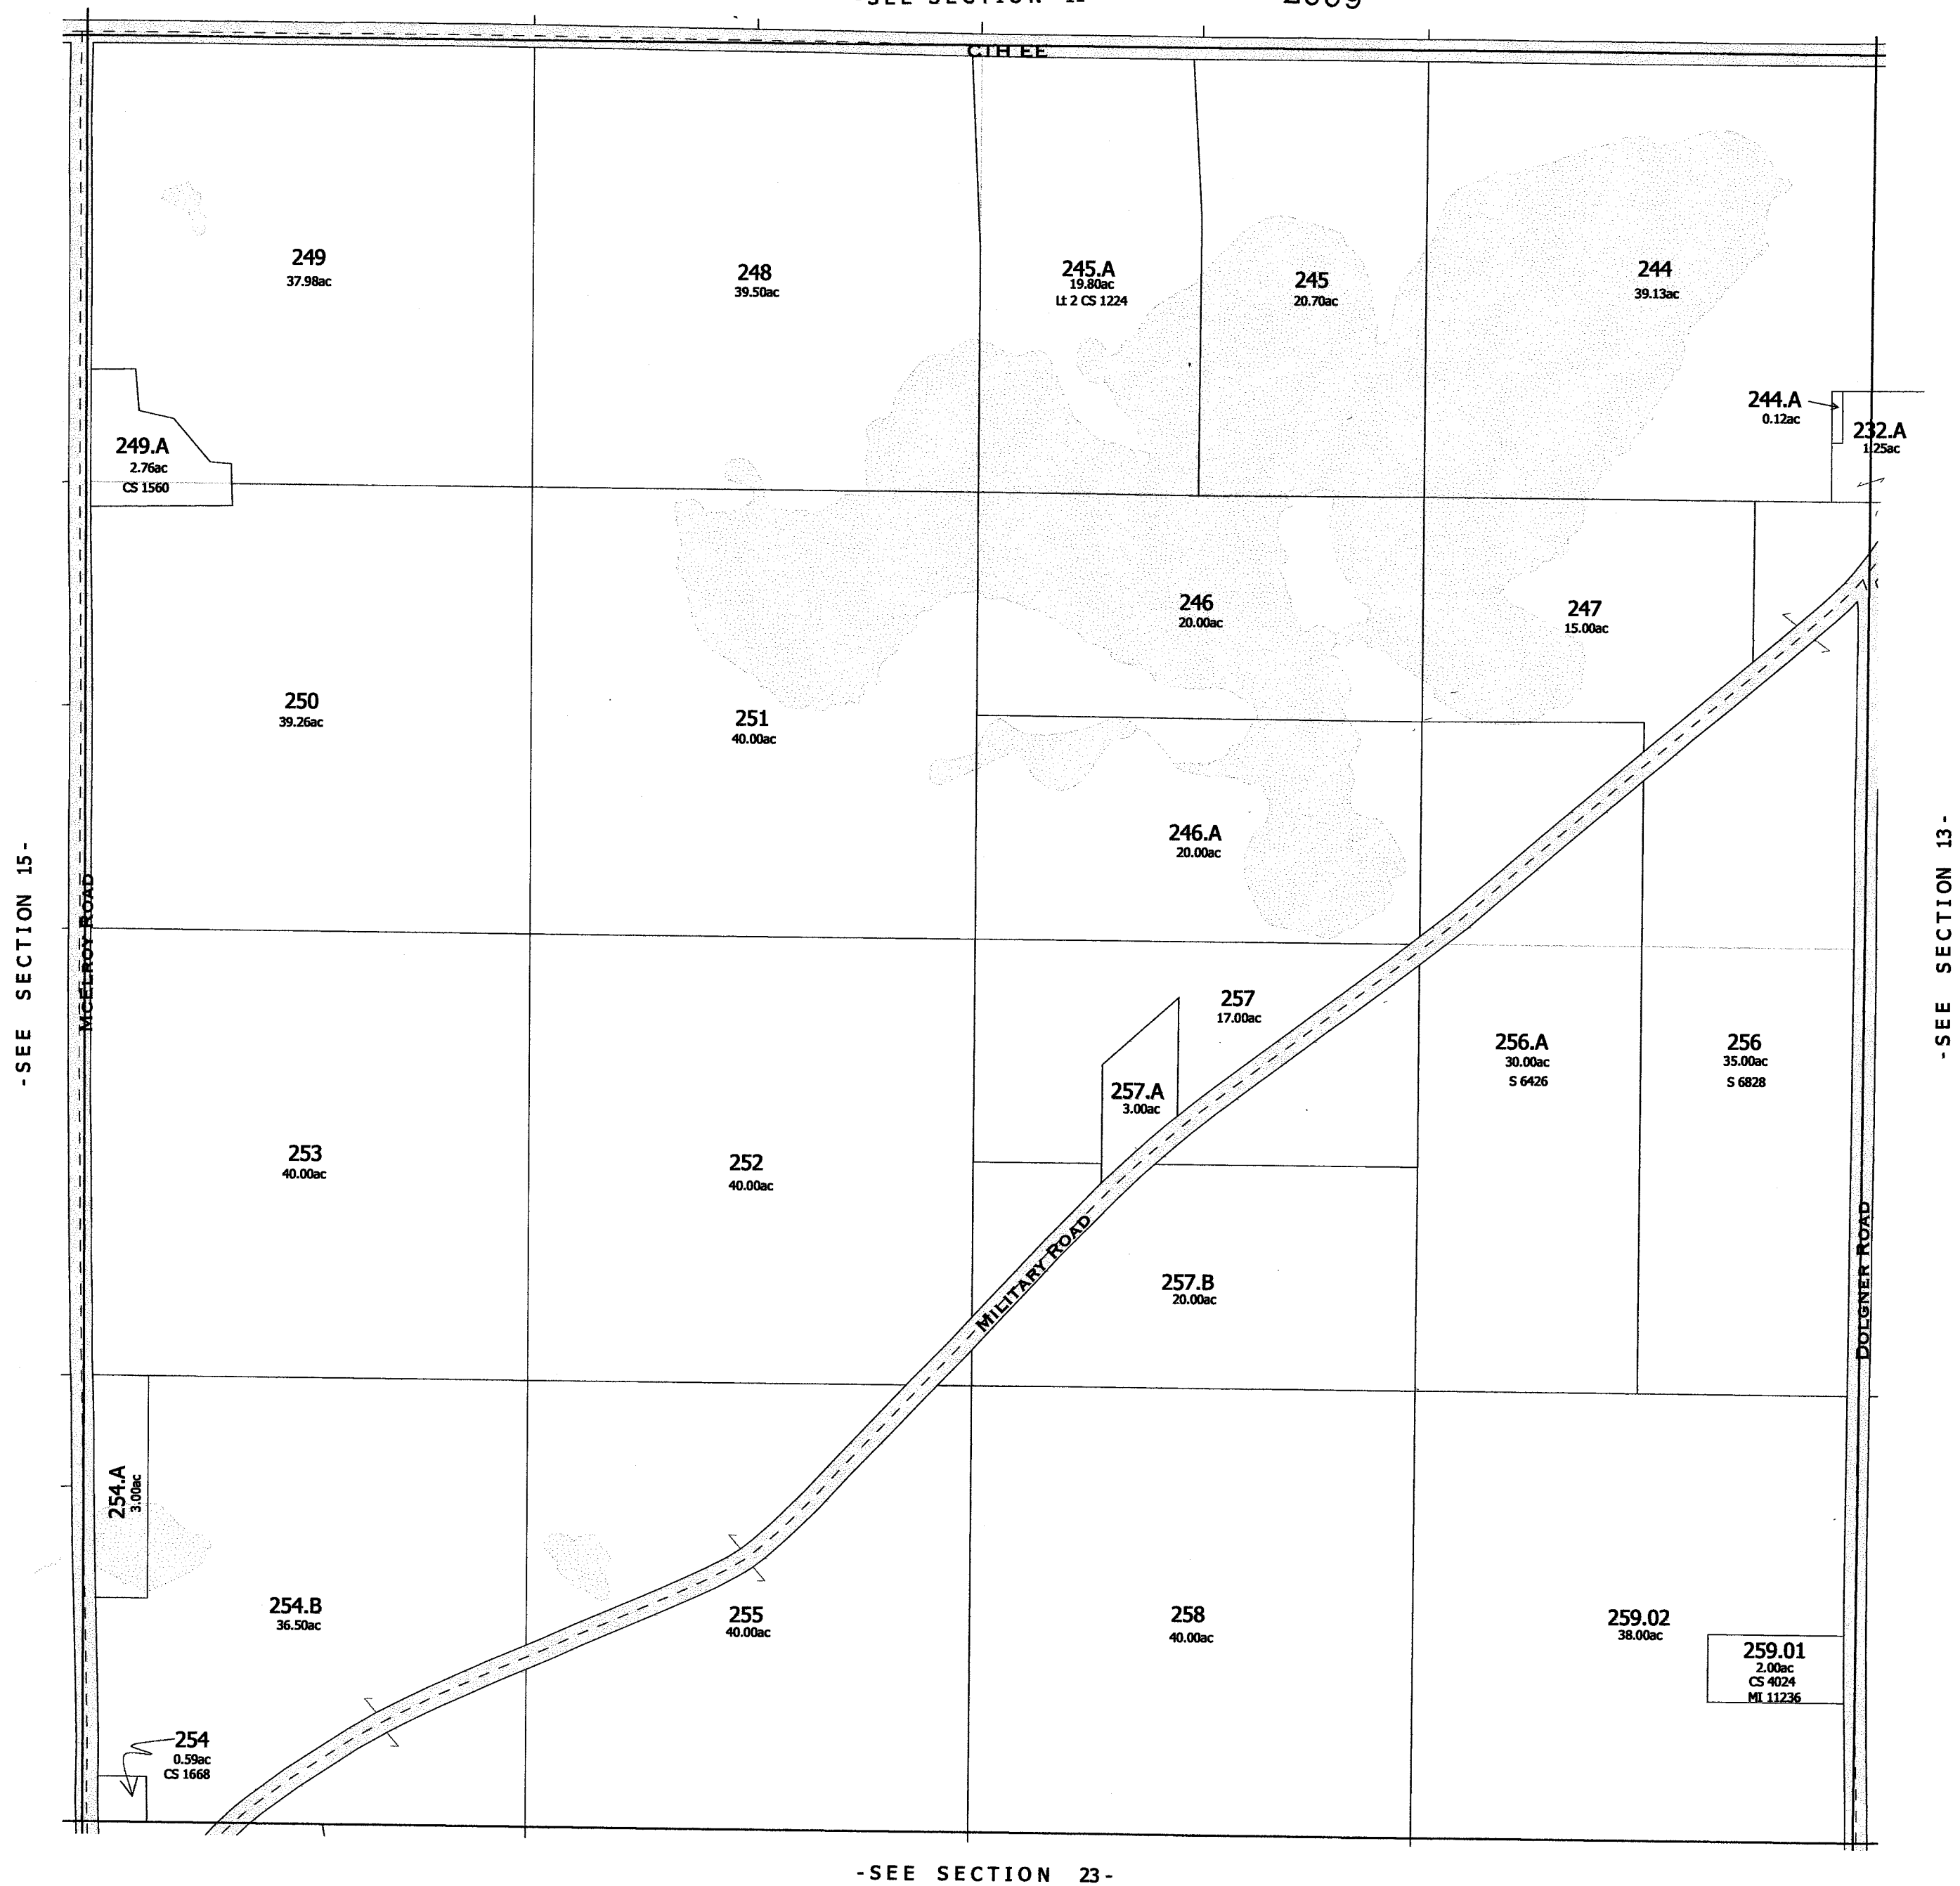 -SEE SECTION
2009
CTH EE
249
37.98ac
248
39.50ac
245.A
19.80ac
Lt 2 CS 1224
245
20.70ac
244
39.13ac
244.A
0.12ac
232.A
1.25ac
249.A
2.76ac
CS 1560
246
20.00ac
247
15.00ac
250
39.26ac
251
40.00ac
246.A
20.00ac
-SEE SECTION 15-
MCELROY ROAD
-SEE SECTION 13-
257
17.00ac
256.A
30.00ac
S 6426
256
35.00ac
S 6828
257.A
3.00ac
253
40.00ac
252
40.00ac
MILITARY ROAD
257.B
20.00ac
DOLGNER ROAD
254.A
3.00ac
254.B
36.50ac
255
40.00ac
258
40.00ac
259.02
38.00ac
259.01
2.00ac
CS 4024
MI 11236
254
0.59ac
CS 1668
-SEE SECTION 23-